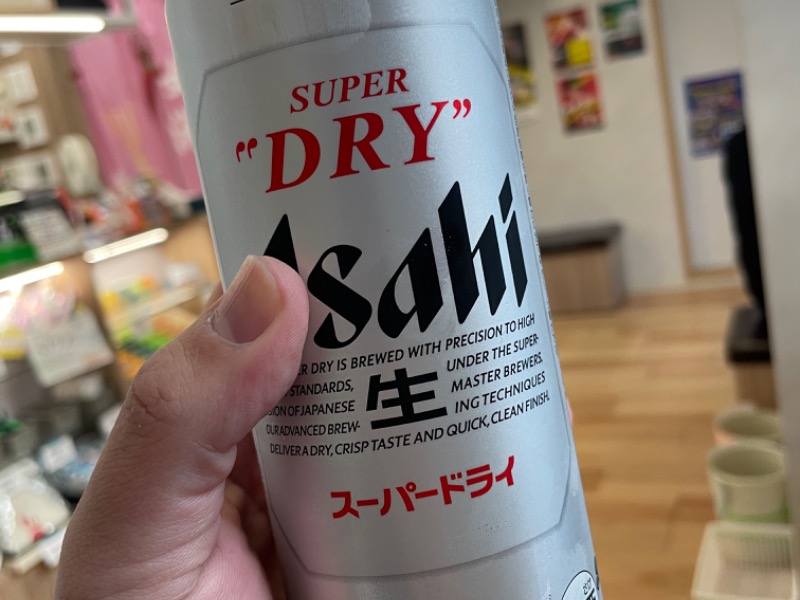 SUPER
"DRY"
Asahi
DRY IS BREWED WITH PRECISION TO HIGH
STANDARDS, UNDER THE SUPER-
OF JAPANESE MASTER BREWERS.
OUR ADVANCED BREW- ING TECHNIQUES
DELIVER A DRY, CRISP TASTE AND QUICK, CLEAN FINISH.
生
スーパードライ